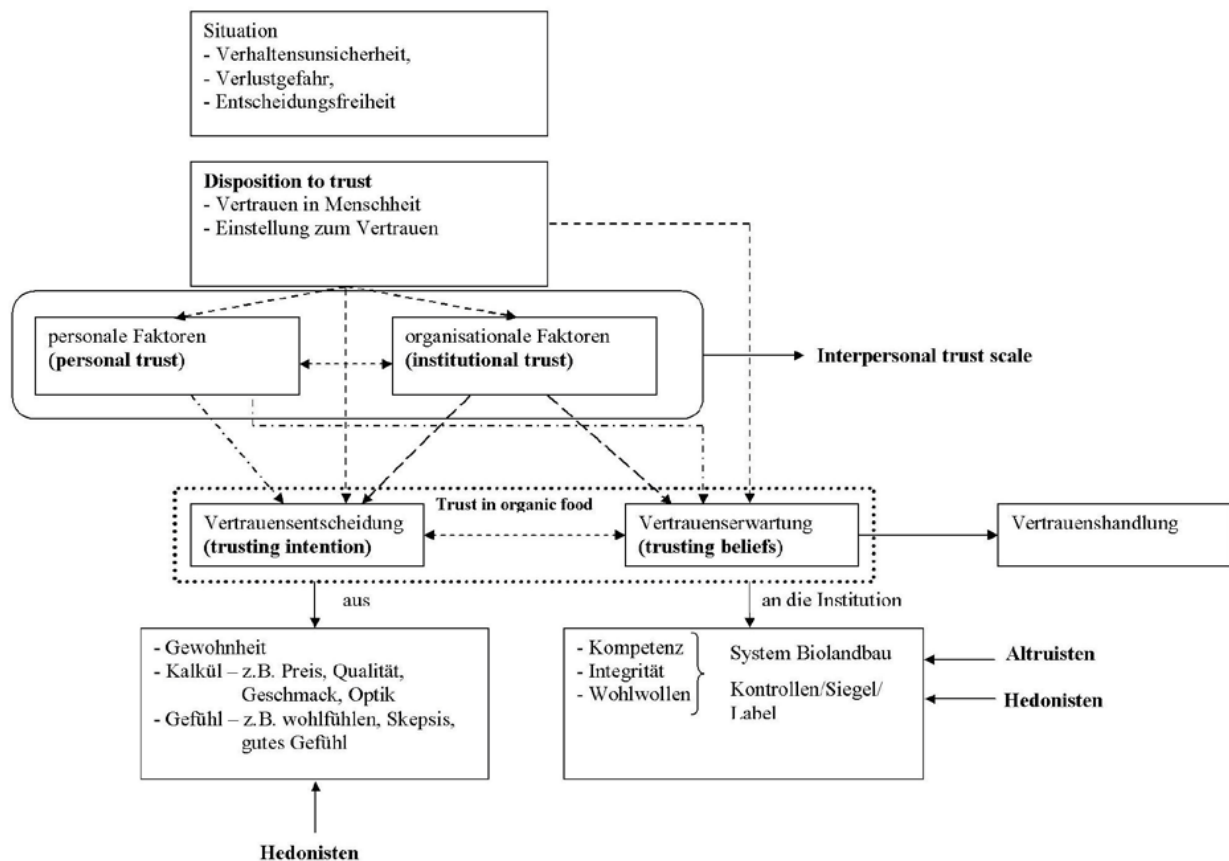 Situation
- Verhaltensunsicherheit,
- Verlustgefahr,
- Entscheidungsfreiheit
Disposition to trust
- Vertrauen in Menschheit
- Einstellung zum Vertrauen
personale Faktoren
(personal trust)
organisationale Faktoren
(institutional trust)
Interpersonal trust scale
Trust in organic food
Vertrauensentscheidung
(trusting intention)
Vertrauenserwartung
(trusting beliefs)
Vertrauenshandlung
aus
an die Institution
- Gewohnheit
- Kalkül – z.B. Preis, Qualität,
Geschmack, Optik
- Gefühl – z.B. wohlfühlen, Skepsis,
gutes Gefühl
- Kompetenz
- Integrität
- Wohlwollen
System Biolandbau
Kontrollen/Siegel/
Label
Altruisten
Hedonisten
Hedonisten